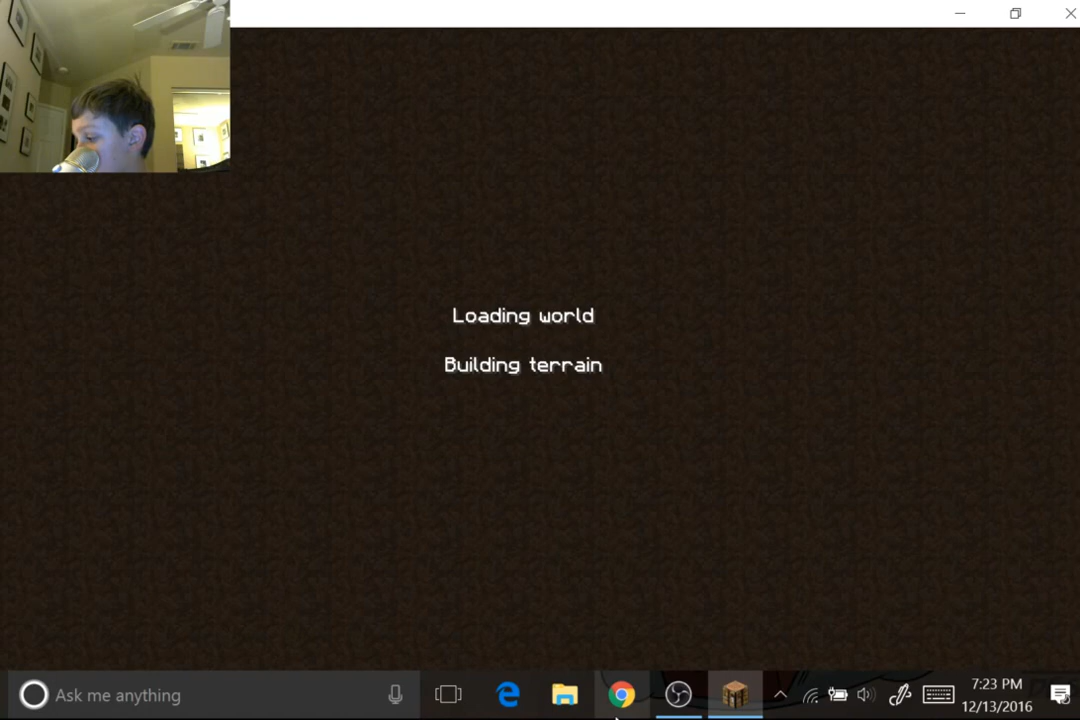 Loading world
Building terrain
Ask me anything
7:23 PM
12/13/2016